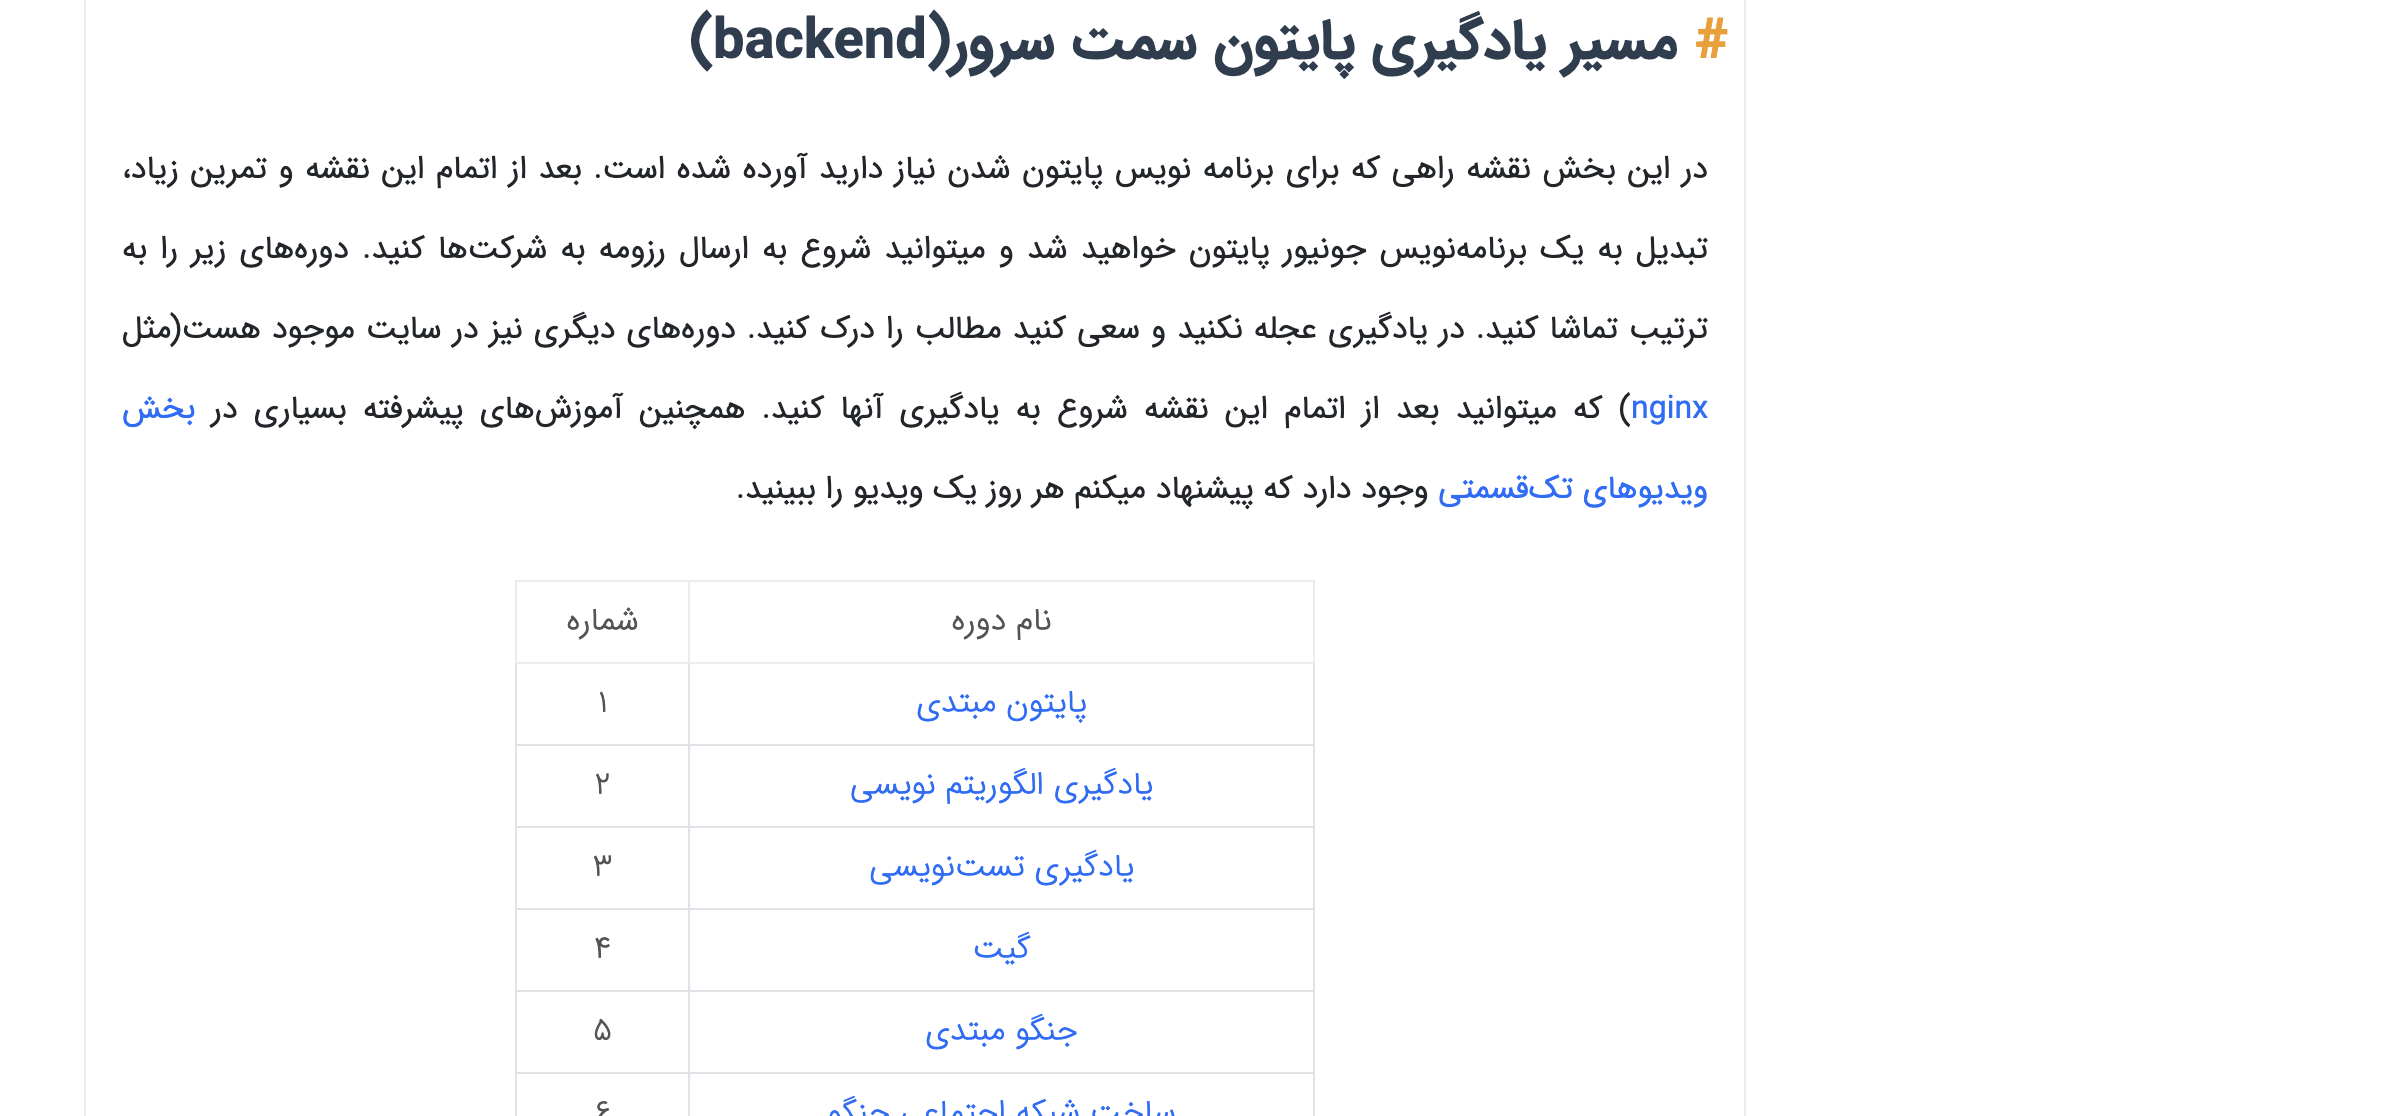 # مسیر یادگیری پایتون سمت سرور(backend)
در این بخش نقشه راهی که برای برنامه نویس پایتون شدن نیاز دارید آورده شده است. بعد از اتمام این نقشه و تمرین زیاد،
تبدیل به یک برنامه‌نویس جونیور پایتون خواهید شد و میتوانید شروع به ارسال رزومه به شرکت‌ها کنید. دوره‌های زیر را به
ترتیب تماشا کنید. در یادگیری عجله نکنید و سعی کنید مطالب را درک کنید. دوره‌های دیگری نیز در سایت موجود هست(مثل
nginx) که میتوانید بعد از اتمام این نقشه شروع به یادگیری آنها کنید. همچنین آموزش‌های پیشرفته بسیاری در بخش
ویدیوهای تک‌قسمتی وجود دارد که پیشنهاد میکنم هر روز یک ویدیو را ببینید.
نام دوره شماره
پایتون مبتدی ۱
یادگیری الگوریتم نویسی ۲
یادگیری تست‌نویسی ۳
گیت ۴
جنگو مبتدی ۵
ساخت شبکه اجتماعی جنگو ۶